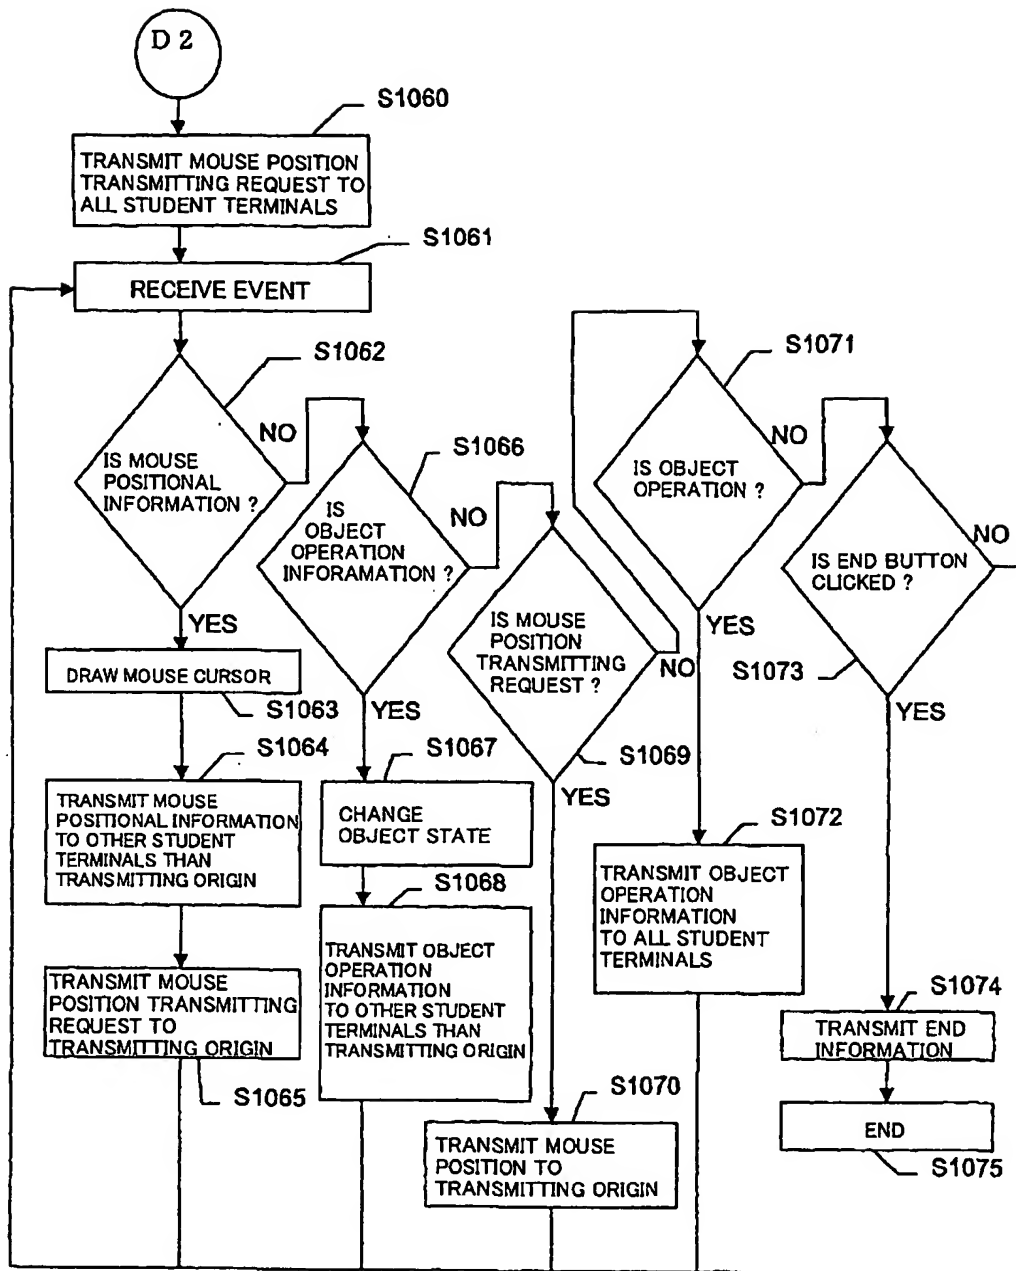 D 2
S1060
TRANSMIT MOUSE POSITION
TRANSMITTING REQUEST TO
ALL STUDENT TERMINALS
S1061
RECEIVE EVENT
S1062
IS MOUSE
POSITIONAL
INFORMATION ?
NO
YES
DRAW MOUSE CURSOR
S1063
S1064
TRANSMIT MOUSE
POSITIONAL INFORMATION
TO OTHER STUDENT
TERMINALS THAN
TRANSMITTING ORIGIN
TRANSMIT MOUSE
POSITION TRANSMITTING
REQUEST TO
TRANSMITTING ORIGIN
S1065
S1066
IS
OBJECT
OPERATION
INFORAMATION ?
NO
YES
S1067
CHANGE
OBJECT STATE
S1068
TRANSMIT OBJECT
OPERATION
INFORMATION
TO OTHER STUDENT
TERMINALS THAN
TRANSMITTING ORIGIN
IS MOUSE
POSITION
TRANSMITTING
REQUEST ?
NO
S1069
YES
S1070
TRANSMIT MOUSE
POSITION TO
TRANSMITTING ORIGIN
S1071
IS OBJECT
OPERATION ?
NO
YES
S1072
TRANSMIT OBJECT
OPERATION
INFORMATION
TO ALL STUDENT
TERMINALS
IS END BUTTON
CLICKED ?
NO
S1073
YES
S1074
TRANSMIT END
INFORMATION
END
S1075